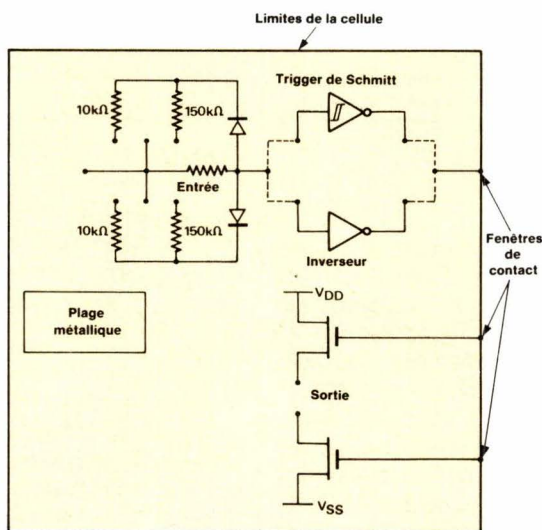 Limites de la cellule
Trigger de Schmitt
10kΩ
150kΩ
Entrée
10kΩ
150kΩ
Inverseur
Fenêtres
de
contact
Plage
métallique
VDD
Sortie
VSS